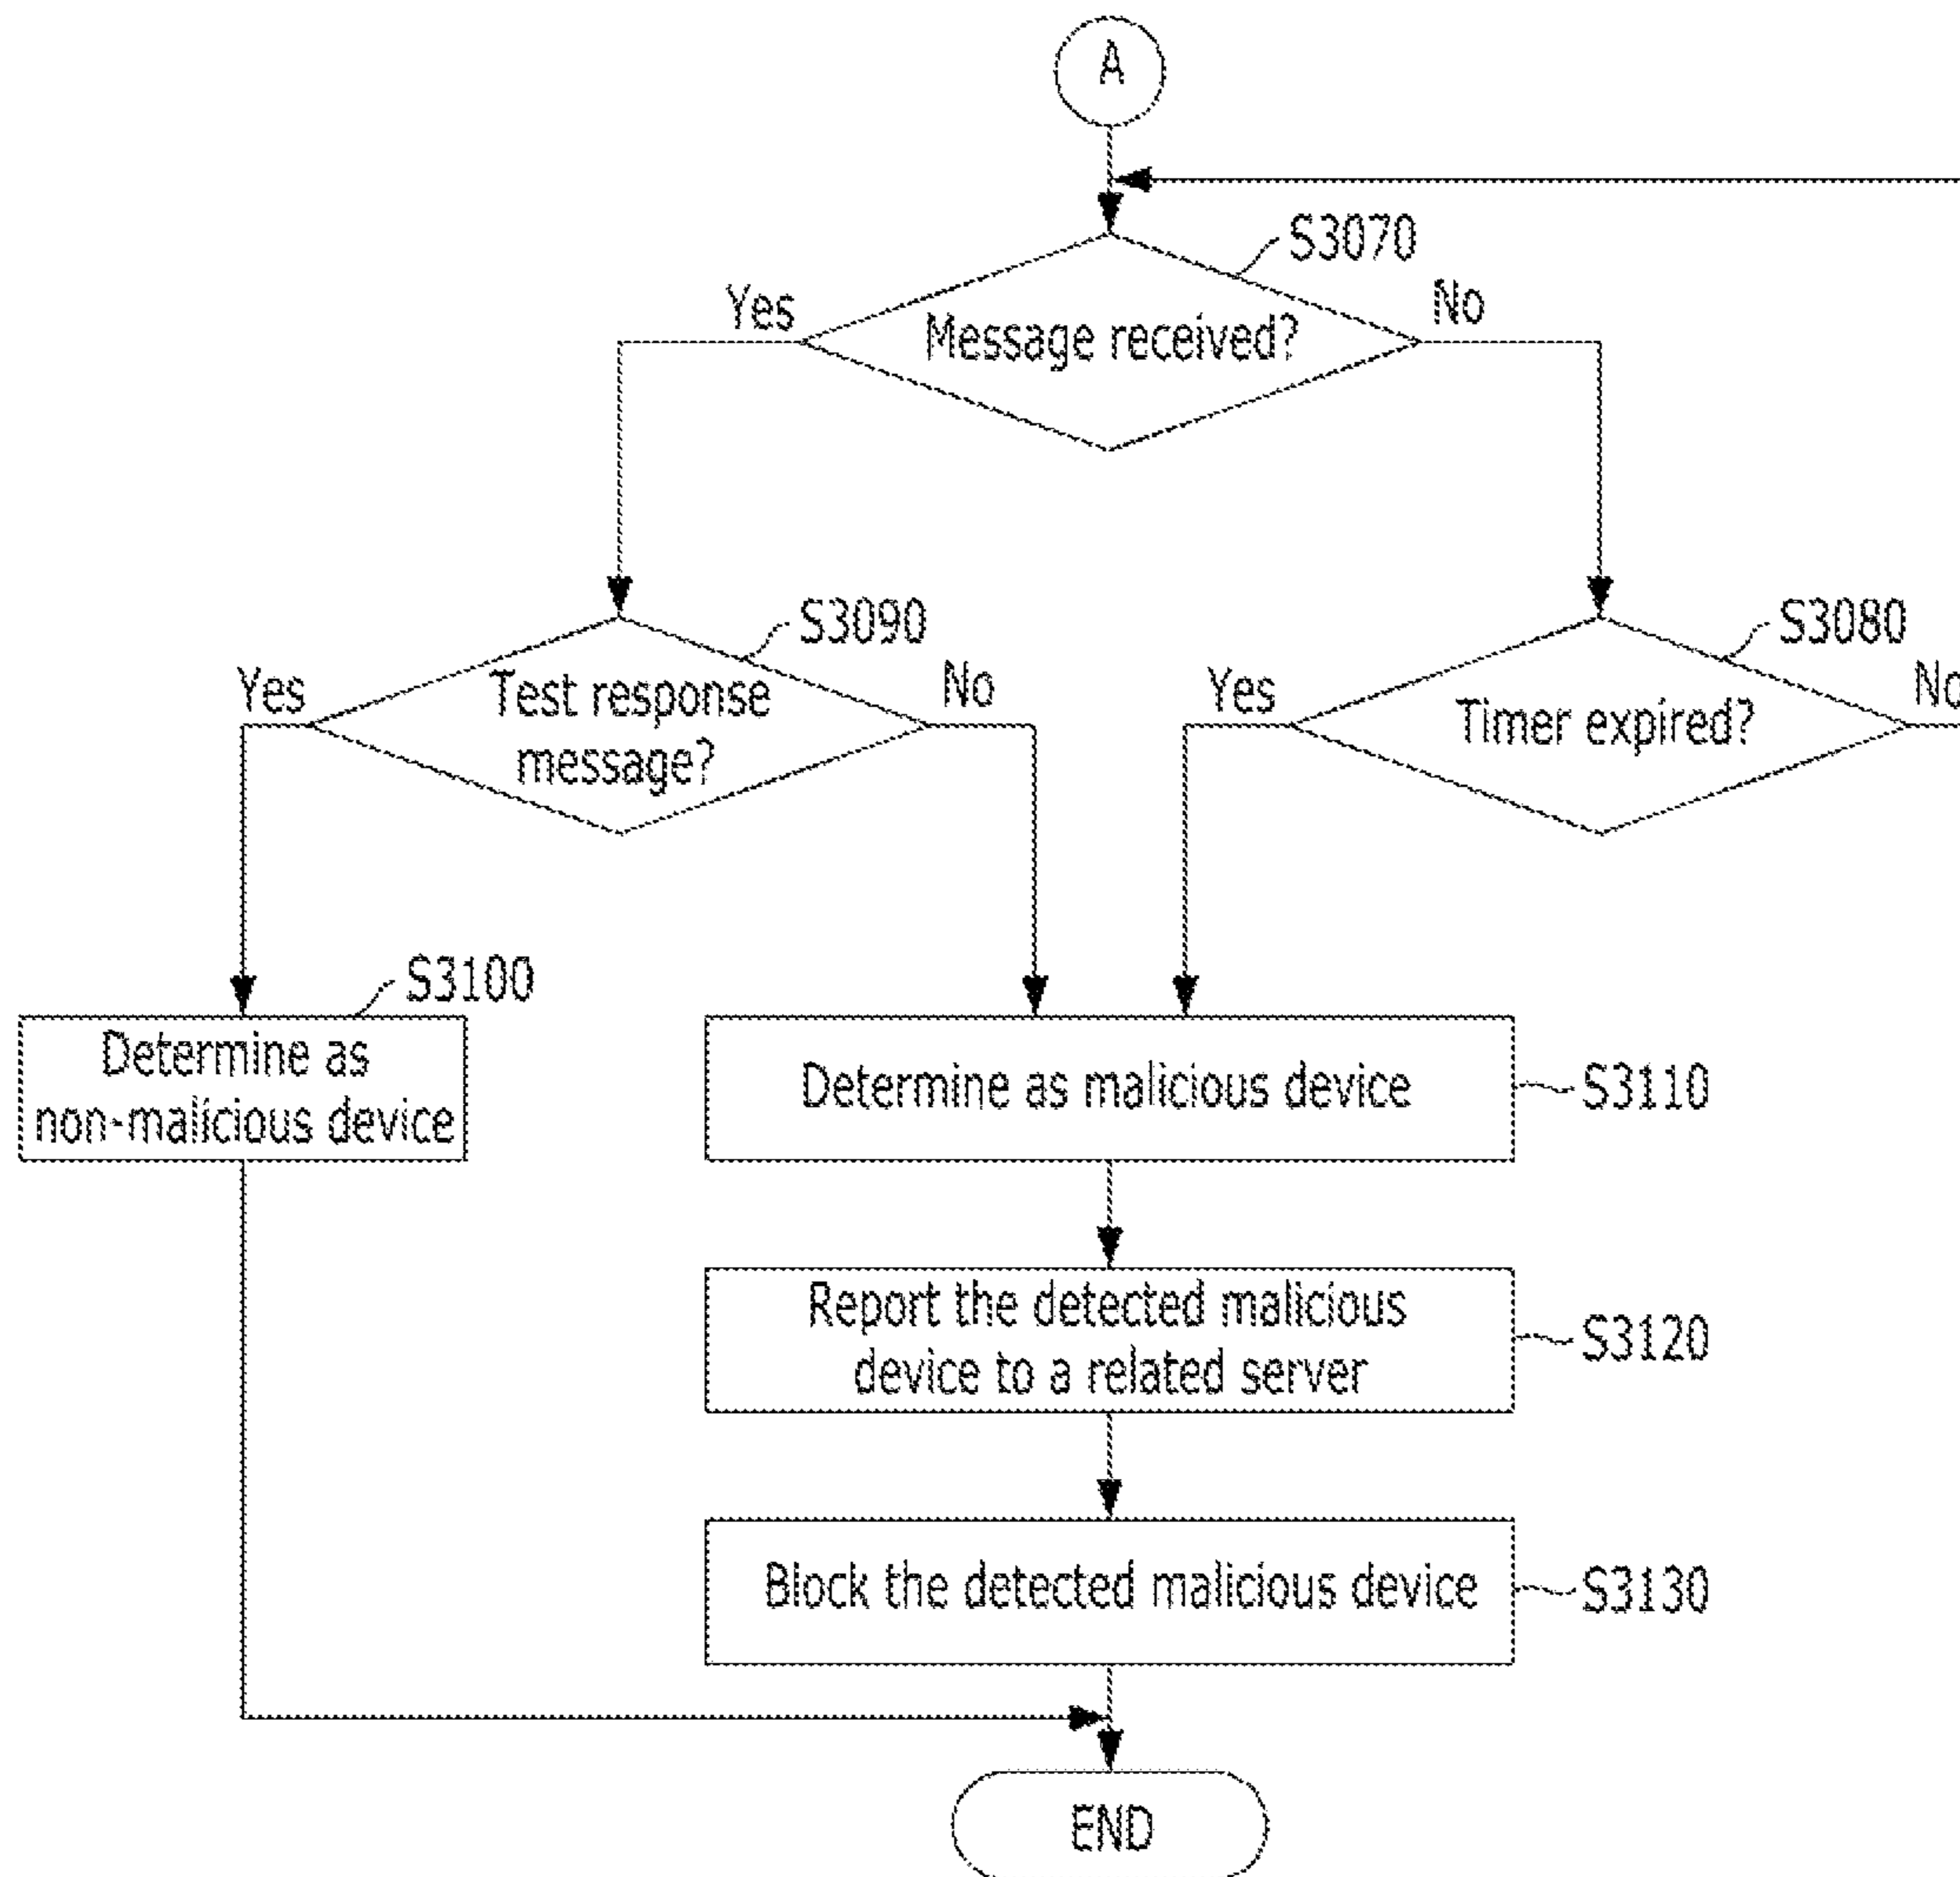 A
S3070
Yes
Message received?
No
S3090
Yes
Test response
message?
No
S3080
Yes
Timer expired?
No
S3100
Determine as
non-malicious device
Determine as malicious device
S3110
Report the detected malicious
device to a related server
S3120
Block the detected malicious device
S3130
END